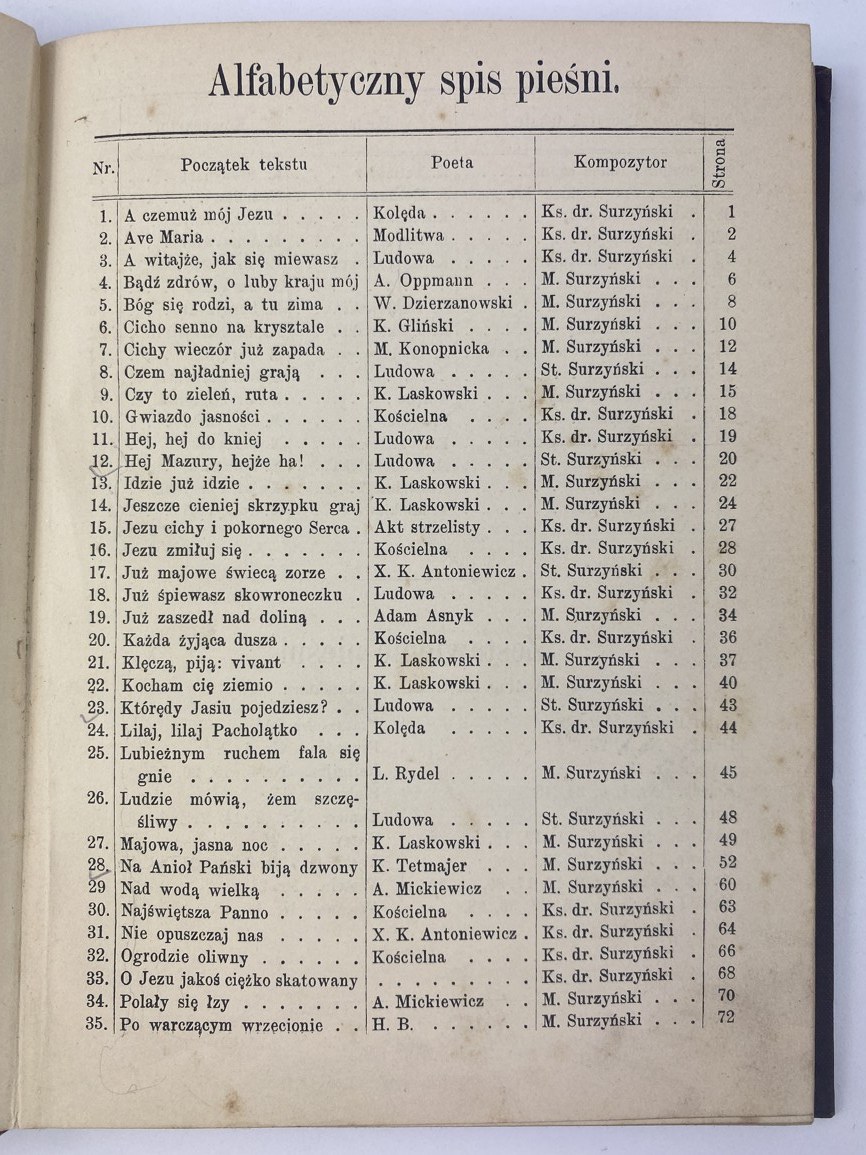 Alfabetyczny spis pieśni.
Nr. Początek tekstu Poeta Kompozytor Strona
1. A czemuż mój Jezu . . . . . Kolęda . . . . . . Ks. dr. Surzyński . 1
2. Ave Maria . . . . . . . . . Modlitwa . . . . . Ks. dr. Surzyński . 2
3. A witajże, jak się miewasz . Ludowa . . . . . Ks. dr. Surzyński . 4
4. Bądź zdrów, o luby kraju mój A. Oppmann . . . M. Surzyński . . . 6
5. Bóg się rodzi, a tu zima . . W. Dzierzanowski . M. Surzyński . . . 8
6. Cicho senno na krysztale . . K. Gliński . . . . M. Surzyński . . . 10
7. Cichy wieczór już zapada . . M. Konopnicka . . M. Surzyński . . . 12
8. Czem najładniej grają . . . Ludowa . . . . . St. Surzyński . . . 14
9. Czy to zieleń, ruta . . . . . K. Laskowski . . . M. Surzyński . . . 15
10. Gwiazdo jasności . . . . . . Kościelna . . . . Ks. dr. Surzyński . 18
11. Hej, hej do kniej . . . . . Ludowa . . . . . Ks. dr. Surzyński . 19
12. Hej Mazury, hejże ha! . . . Ludowa . . . . . St. Surzyński . . . 20
13. Idzie już idzie . . . . . . . K. Laskowski . . . M. Surzyński . . . 22
14. Jeszcze cieniej skrzypku graj K. Laskowski . . . M. Surzyński . . . 24
15. Jezu cichy i pokornego Serca . Akt strzelisty . . . Ks. dr. Surzyński . 27
16. Jezu zmiłuj się . . . . . . . Kościelna . . . . Ks. dr. Surzyński . 28
17. Już majowe świecą zorze . . X. K. Antoniewicz . St. Surzyński . . . 30
18. Już śpiewasz skowroneczku . Ludowa . . . . . Ks. dr. Surzyński . 32
19. Już zaszedł nad doliną . . . Adam Asnyk . . . M. Surzyński . . . 34
20. Każda żyjąca dusza . . . . . Kościelna . . . . Ks. dr. Surzyński . 36
21. Klęczą, piją: vivant . . . . K. Laskowski . . . M. Surzyński . . . 37
22. Kocham cię ziemio . . . . . K. Laskowski . . . M. Surzyński . . . 40
23. Którędy Jasiu pojedziesz? . . Ludowa . . . . . St. Surzyński . . . 43
24. Lilaj, lilaj Pacholątko . . . Kolęda . . . . . Ks. dr. Surzyński . 44
25. Lubieżnym ruchem fala się
gnie . . . . . . . . . . L. Rydel . . . . . M. Surzyński . . . 45
26. Ludzie mówią, żem szczę-
śliwy . . . . . . . . . . Ludowa . . . . . St. Surzyński . . . 48
27. Majowa, jasna noc . . . . . K. Laskowski . . . M. Surzyński . . . 49
28. Na Anioł Pański biją dzwony K. Tetmajer . . . M. Surzyński . . . 52
29 Nad wodą wielką . . . . . A. Mickiewicz . . M. Surzyński . . . 60
30. Najświętsza Panno . . . . . Kościelna . . . . Ks. dr. Surzyński . 63
31. Nie opuszczaj nas . . . . . X. K. Antoniewicz . Ks. dr. Surzyński . 64
32. Ogrodzie oliwny . . . . . . Kościelna . . . . Ks. dr. Surzyński . 66
33. O Jezu jakoś ciężko skatowany . . . . . . . . . Ks. dr. Surzyński . 68
34. Polały się łzy . . . . . . . A. Mickiewicz . . M. Surzyński . . . 70
35. Po warczącym wrzecionie . . H. B. . . . . . . M. Surzyński . . . 72